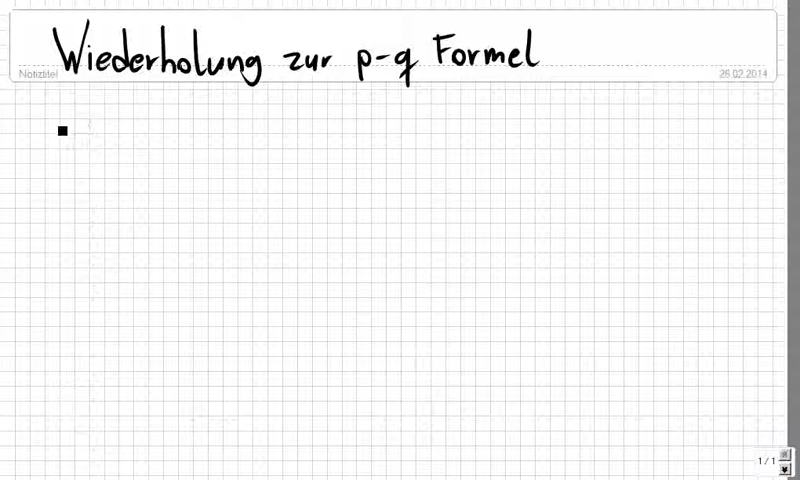 Wiederholung zur p-q Formel
Notiztitel
26.02.2014
1 / 1